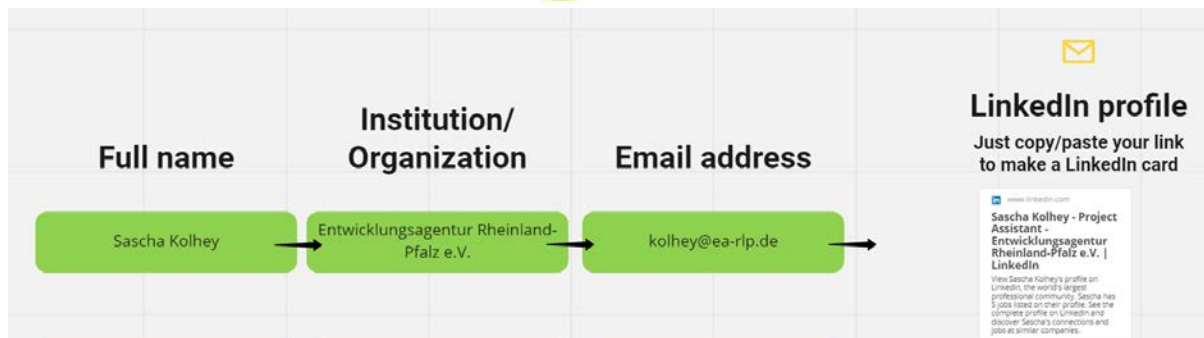 Full name
Institution/
Organization
Email address
LinkedIn profile
Just copy/paste your link
to make a LinkedIn card
Sascha Kolhey
Entwicklungsagentur Rheinland-
Pfalz e.V.
kolhey@ea-rlp.de
in www.linkedin.com
Sascha Kolhey - Project
Assistant -
Entwicklungsagentur
Rheinland-Pfalz e.V. |
LinkedIn
View Sascha Kolhey's profile on
LinkedIn, the world's largest
professional community. Sascha has
5 jobs listed on their profile. See the
complete profile on LinkedIn and
discover Sascha's connections and
jobs at similar companies.